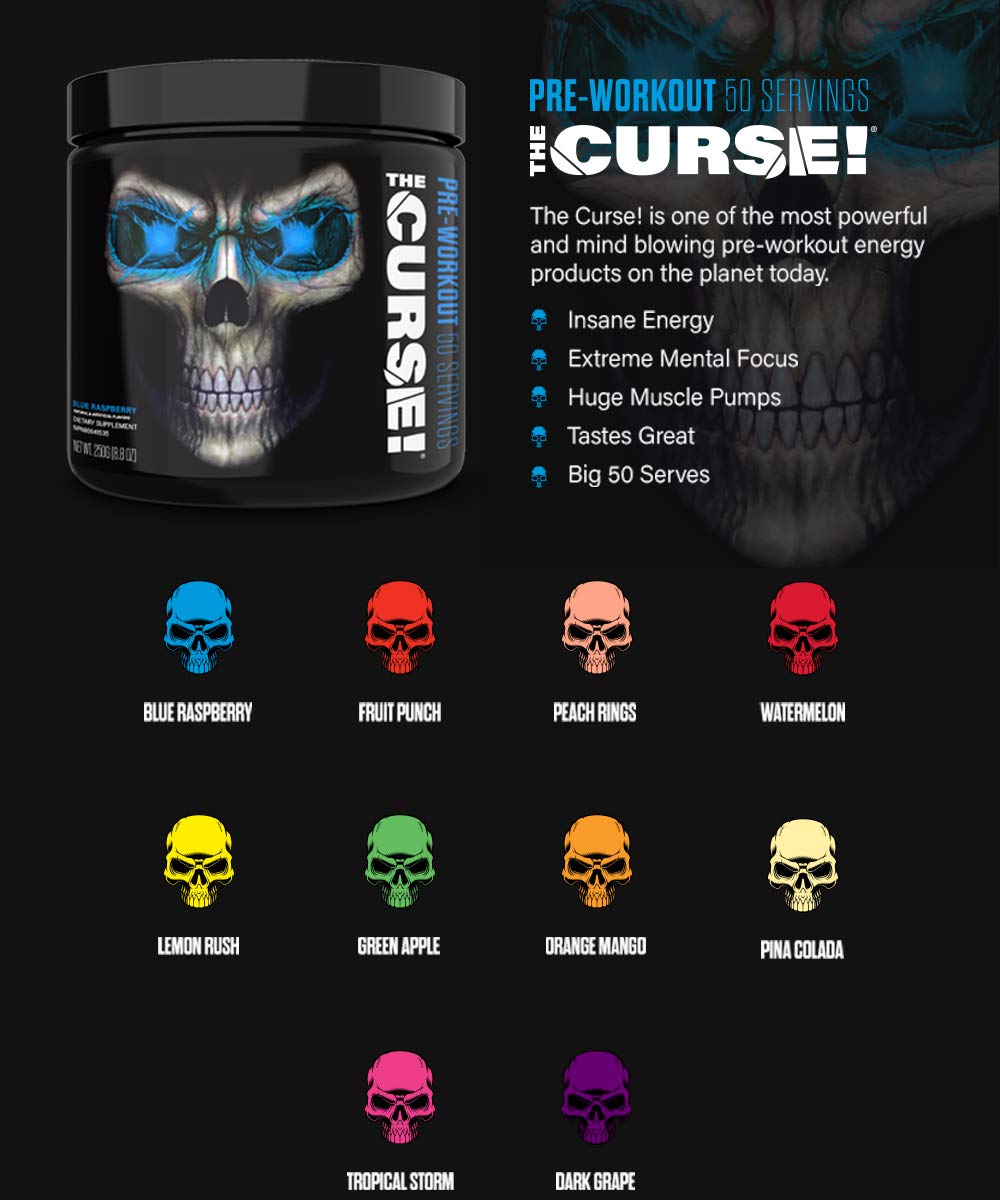 PRE-WORKOUT 50 SERVINGS
THE CURSE!®
The Curse! is one of the most powerful
and mind blowing pre-workout energy
products on the planet today.
Insane Energy
Extreme Mental Focus
Huge Muscle Pumps
Tastes Great
Big 50 Serves
THE CURSE!®
PRE-WORKOUT 50 SERVINGS
BLUE RASPBERRY
NATURAL & ARTIFICIAL FLAVORS
DIETARY SUPPLEMENT
NET WT. 250G (8.8 OZ)
BLUE RASPBERRY
FRUIT PUNCH
PEACH RINGS
WATERMELON
LEMON RUSH
GREEN APPLE
ORANGE MANGO
PINA COLADA
TROPICAL STORM
DARK GRAPE